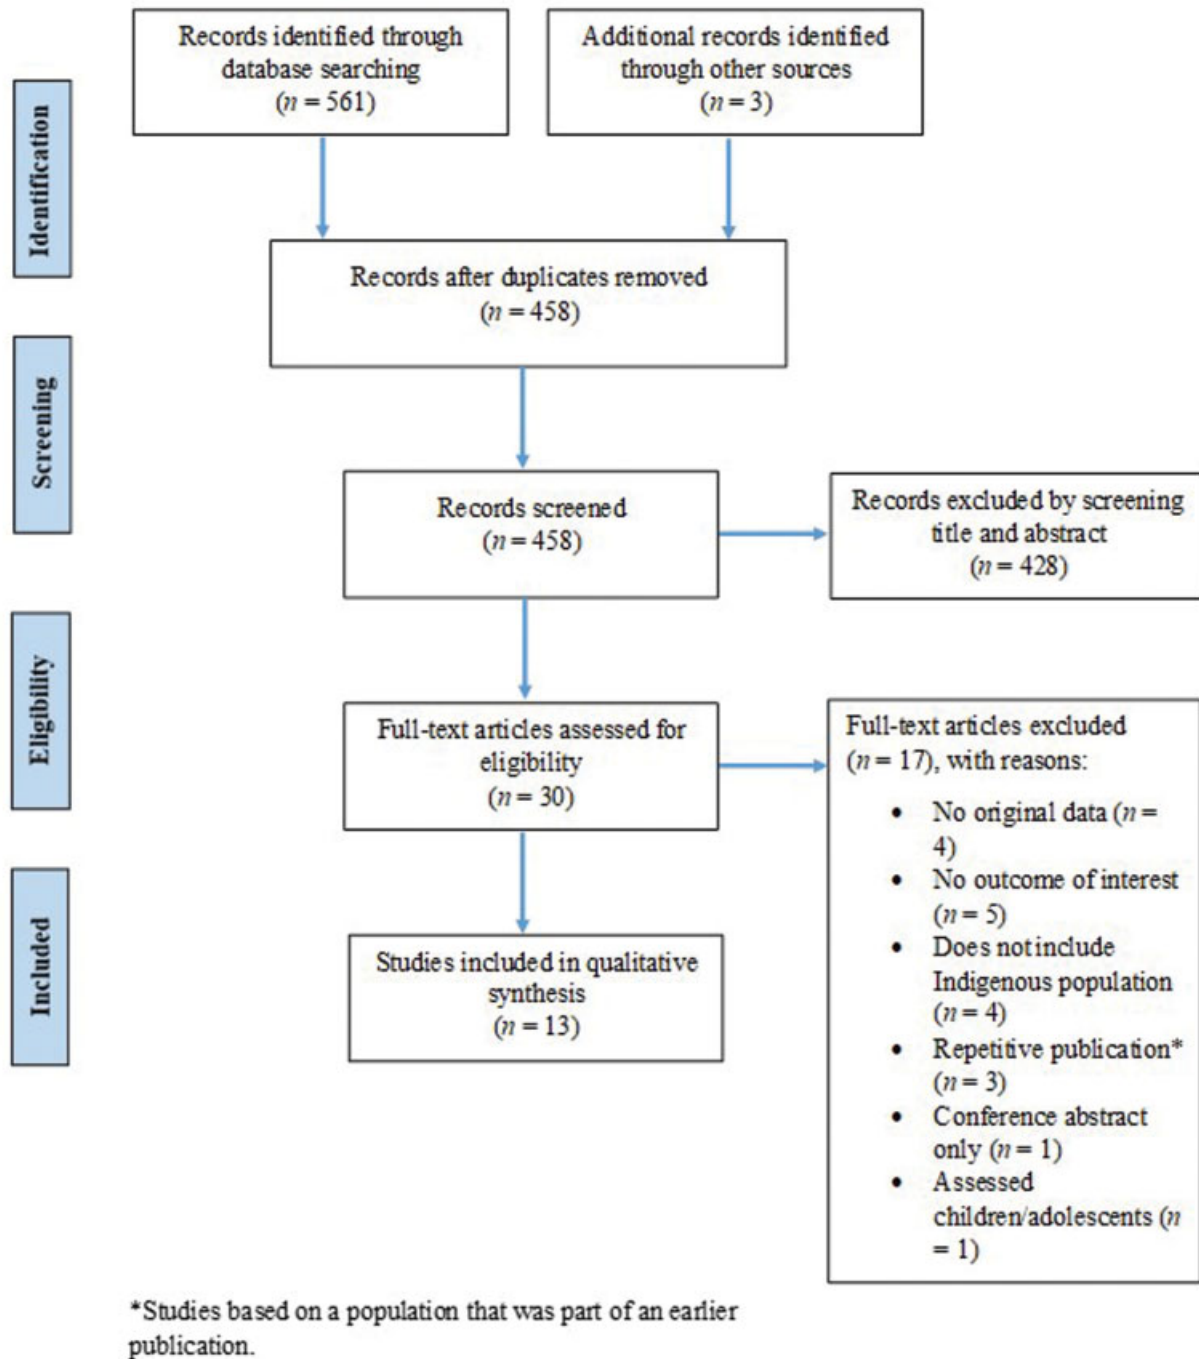 Records identified through
database searching
(n = 561)
Additional records identified
through other sources
(n = 3)
Identification
Records after duplicates removed
(n = 458)
Screening
Records screened
(n = 458)
Records excluded by screening
title and abstract
(n = 428)
Eligibility
Full-text articles assessed for
eligibility
(n = 30)
Full-text articles excluded
(n = 17), with reasons:
• No original data (n =
4)
• No outcome of interest
(n = 5)
• Does not include
Indigenous population
(n = 4)
• Repetitive publication*
(n = 3)
• Conference abstract
only (n = 1)
• Assessed
children/adolescents (n
= 1)
Included
Studies included in qualitative
synthesis
(n = 13)
*Studies based on a population that was part of an earlier
publication.